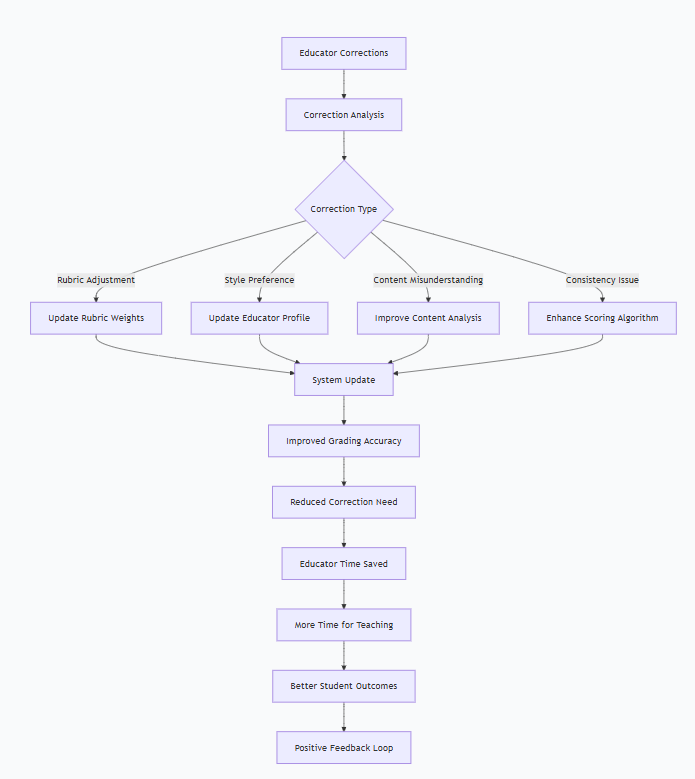 Educator Corrections
Correction Analysis
Correction Type
Rubric Adjustment
Style Preference
Content Misunderstanding
Consistency Issue
Update Rubric Weights
Update Educator Profile
Improve Content Analysis
Enhance Scoring Algorithm
System Update
Improved Grading Accuracy
Reduced Correction Need
Educator Time Saved
More Time for Teaching
Better Student Outcomes
Positive Feedback Loop